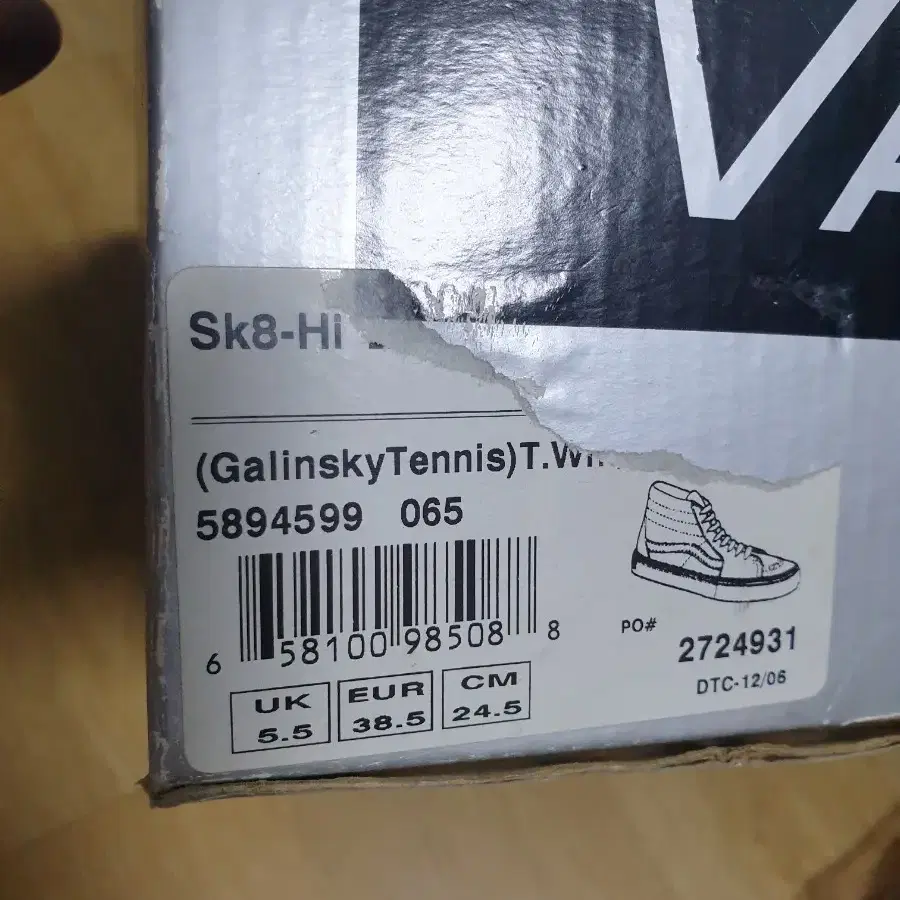 VA
Sk8-Hi
(GalinskyTennis)
5894599 065
6 58100 98508 8
PO#
2724931
DTC-12/06
UK EUR CM
5.5 38.5 24.5